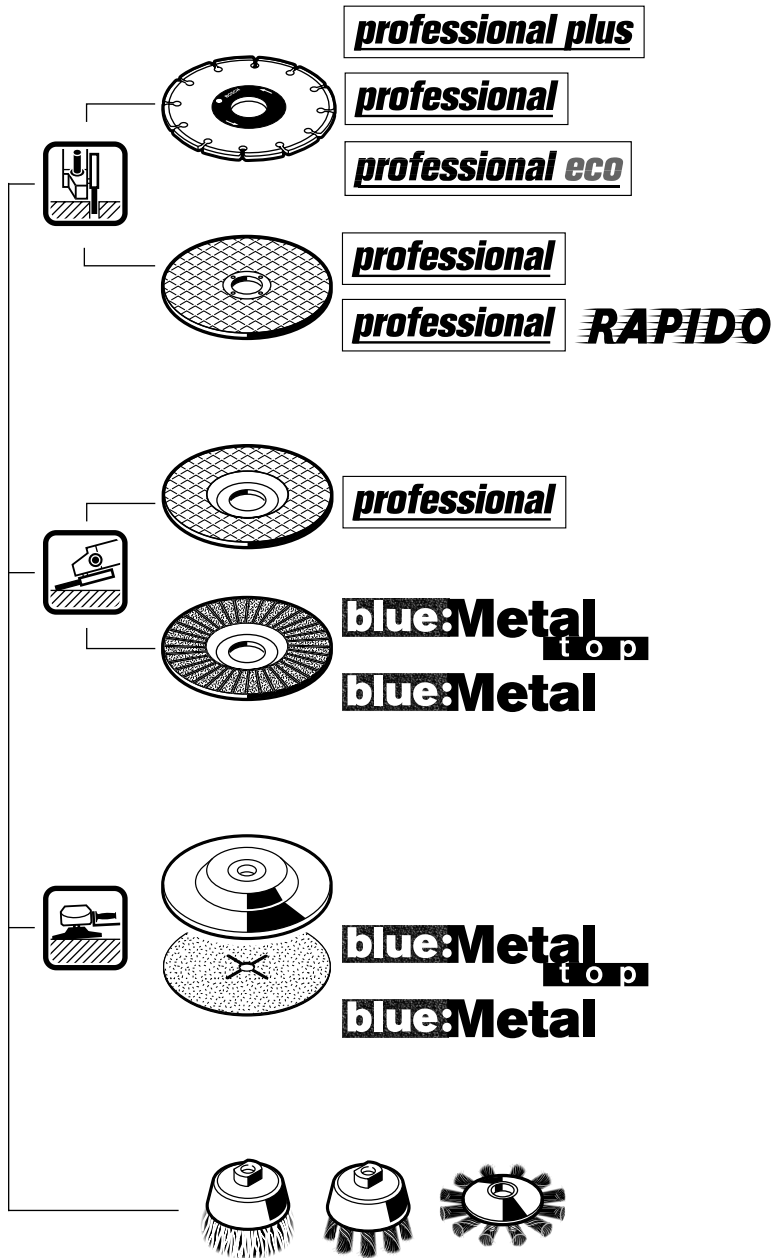 professional plus
professional
professional eco
BOSCH
professional
professional RAPIDO
professional
blue:Metal
top
blue:Metal
blue:Metal
top
blue:Metal